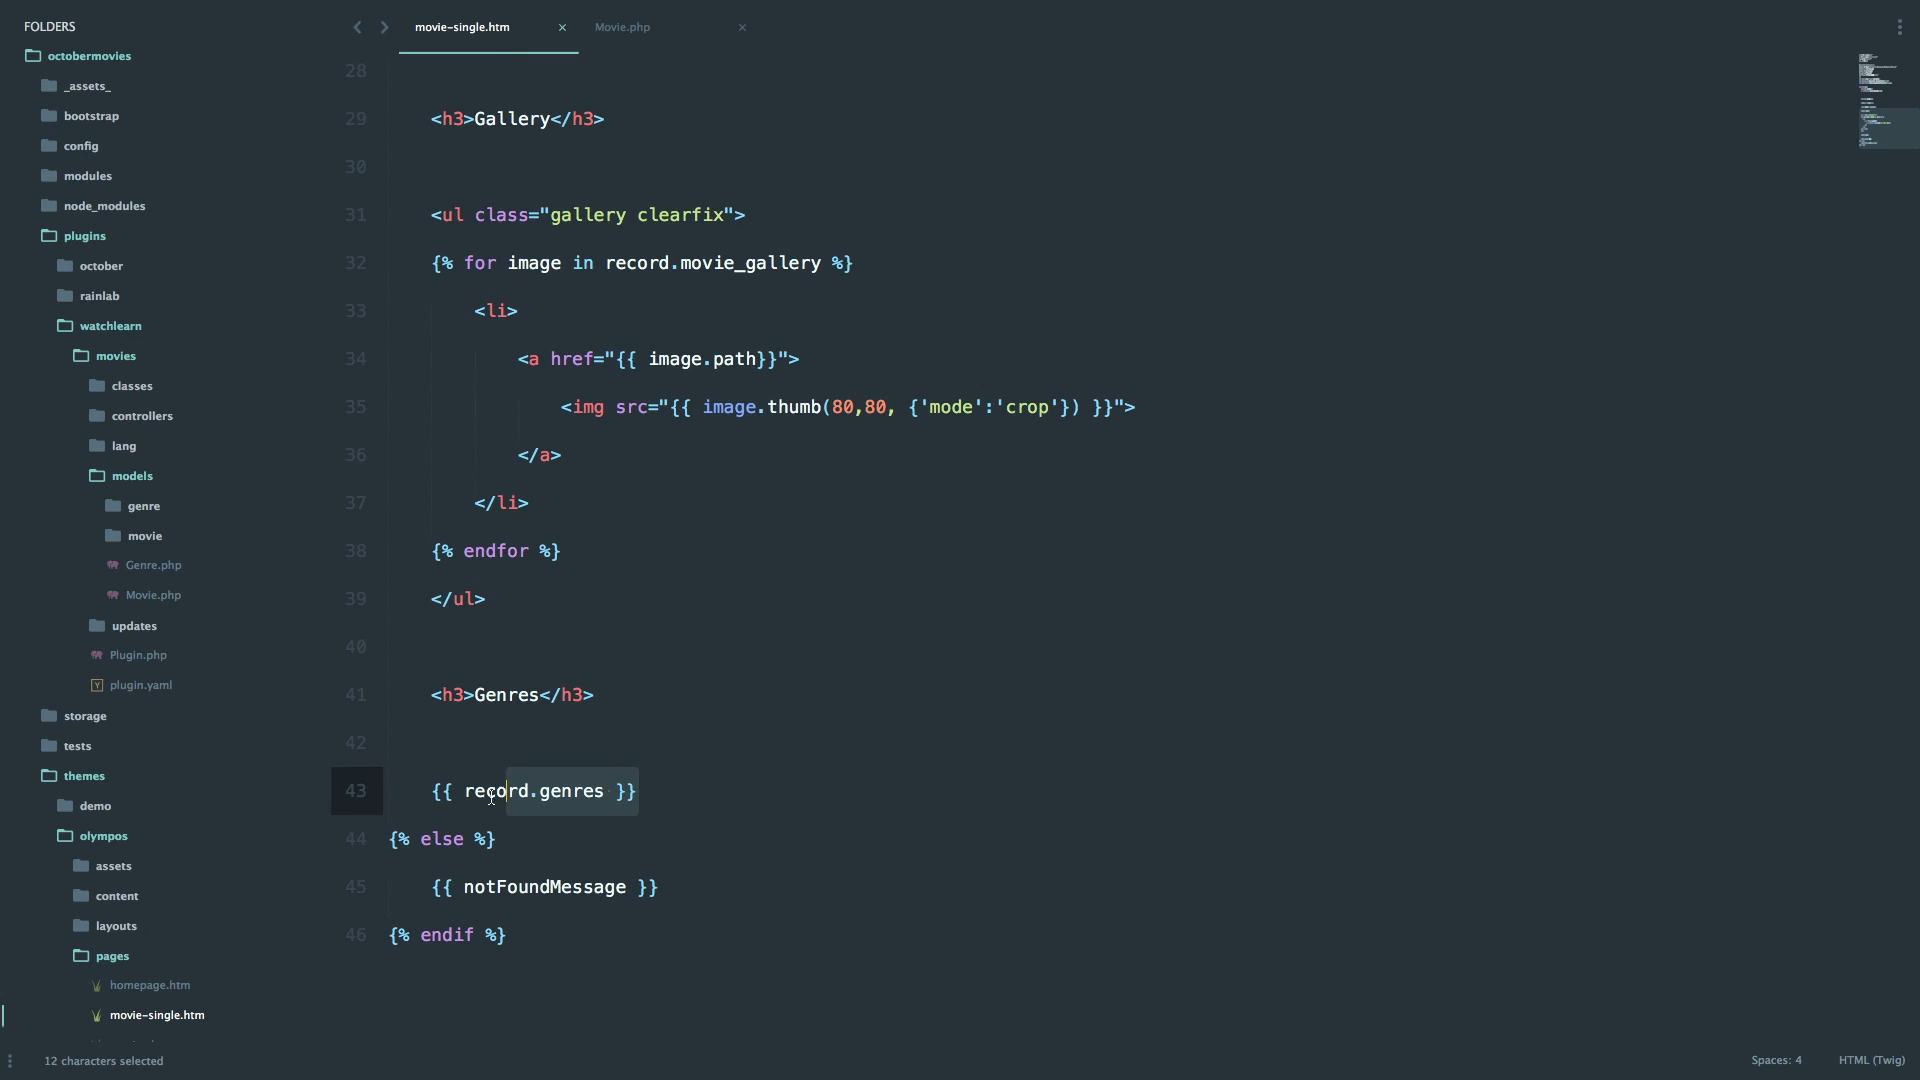 FOLDERS
octobermovies
_assets_
bootstrap
config
modules
node_modules
plugins
october
rainlab
watchlearn
movies
classes
controllers
lang
models
genre
movie
Genre.php
Movie.php
updates
Plugin.php
Y plugin.yaml
storage
tests
themes
demo
olympos
assets
content
layouts
pages
homepage.htm
movie-single.htm
12 characters selected
movie-single.htm ×
Movie.php ×
28
29 <h3>Gallery</h3>
30
31 <ul class="gallery clearfix">
32 {% for image in record.movie_gallery %}
33 <li>
34 <a href="{{ image.path}}">
35 <img src="{{ image.thumb(80,80, {'mode':'crop'}) }}">
36 </a>
37 </li>
38 {% endfor %}
39 </ul>
40
41 <h3>Genres</h3>
42
43 {{ record.genres }}
44 {% else %}
45 {{ notFoundMessage }}
46 {% endif %}
Spaces: 4
HTML (Twig)